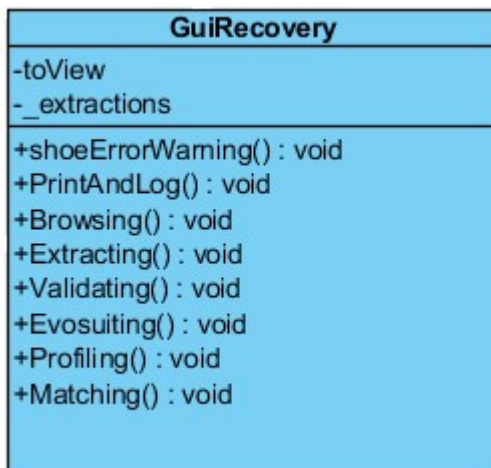 GuiRecovery
-toView
-_extractions
+shoeErrorWarning() : void
+PrintAndLog() : void
+Browsing() : void
+Extracting() : void
+Validating() : void
+Evosuiting() : void
+Profiling() : void
+Matching() : void